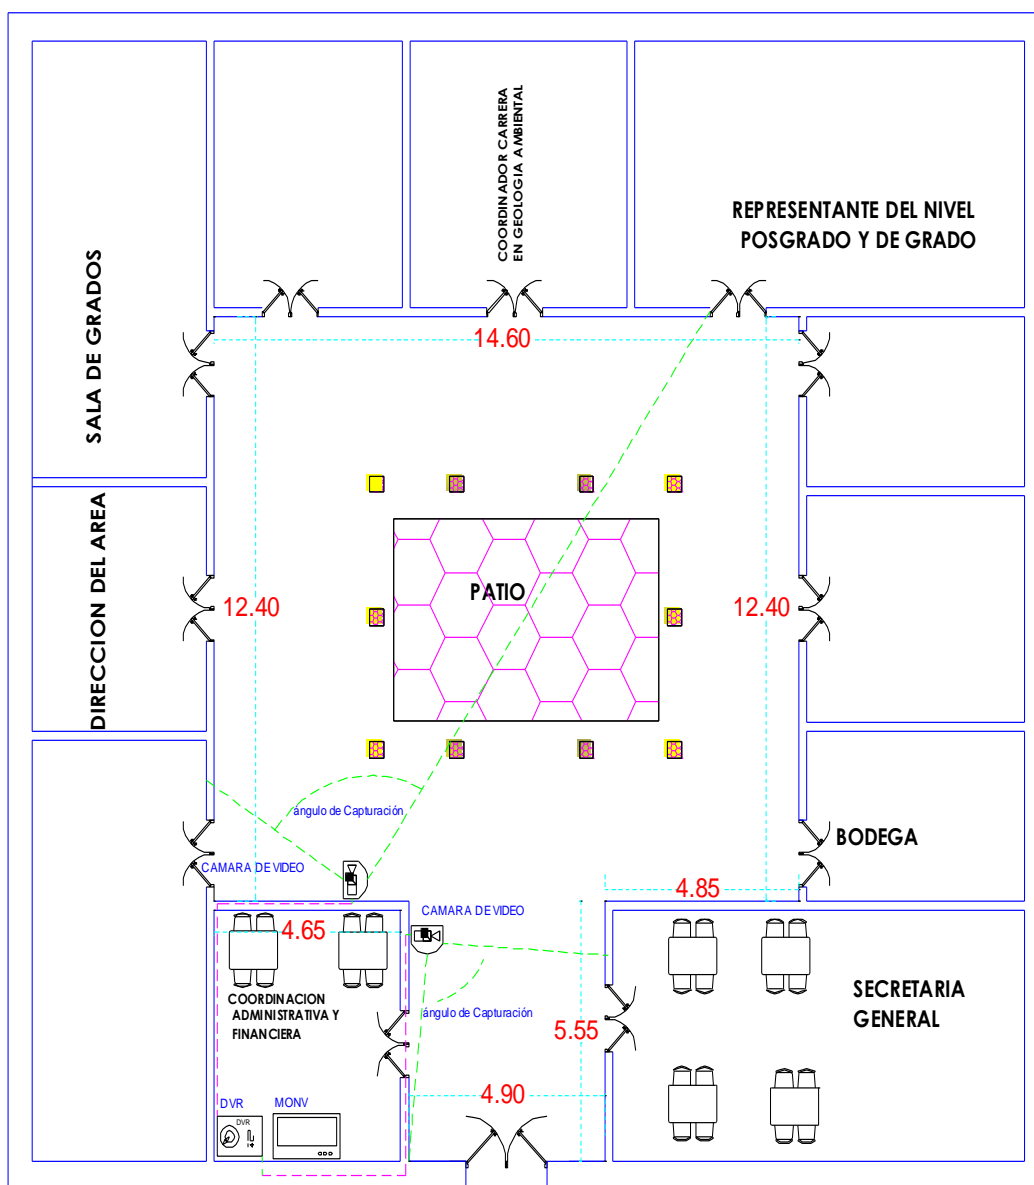 COORDINADOR CARRERA
EN GEOLOGIA AMBIENTAL
REPRESENTANTE DEL NIVEL
POSGRADO Y DE GRADO
SALA DE GRADOS
14.60
DIRECCION DEL AREA
PATIO
12.40
12.40
ángulo de Capturación
CAMARA DE VIDEO
BODEGA
4.85
CAMARA DE VIDEO
4.65
COORDINACION
ADMINISTRATIVA Y
FINANCIERA
ángulo de Capturación
5.55
SECRETARIA
GENERAL
4.90
DVR
MONV
DVR